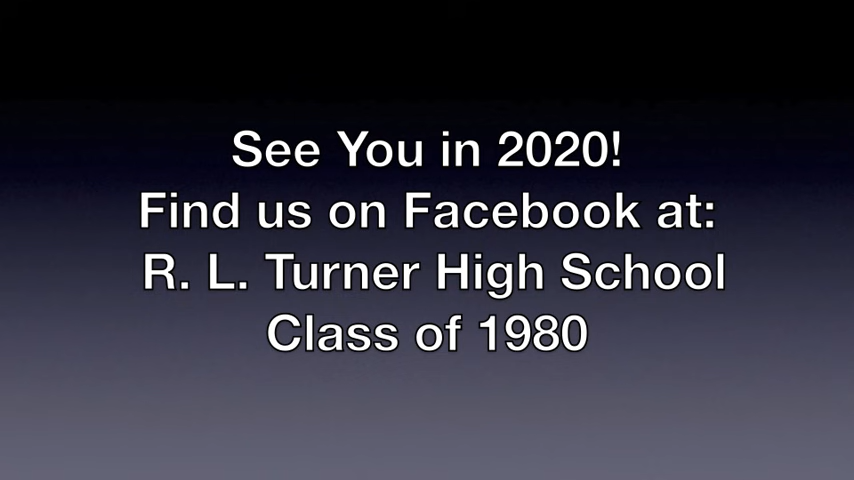 See You in 2020!
Find us on Facebook at:
R. L. Turner High School
Class of 1980